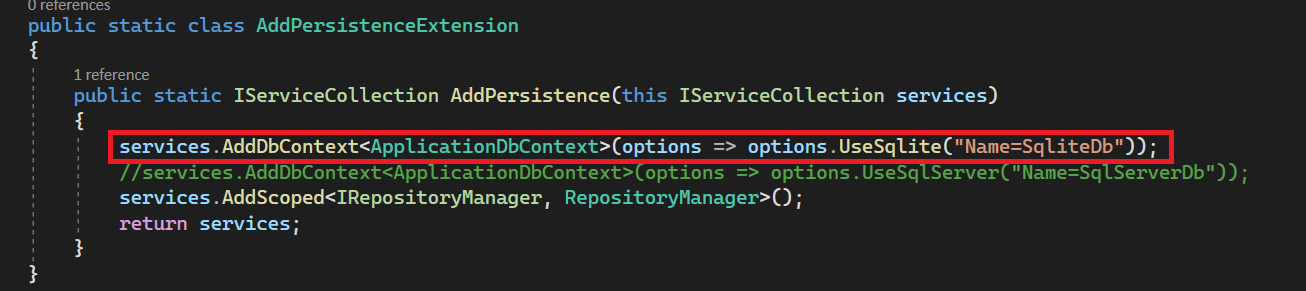 0 references
public static class AddPersistenceExtension
{
1 reference
public static IServiceCollection AddPersistence(this IServiceCollection services)
{
services.AddDbContext<ApplicationDbContext>(options => options.UseSqlite("Name=SqliteDb"));
//services.AddDbContext<ApplicationDbContext>(options => options.UseSqlServer("Name=SqlServerDb"));
services.AddScoped<IRepositoryManager, RepositoryManager>();
return services;
}
}